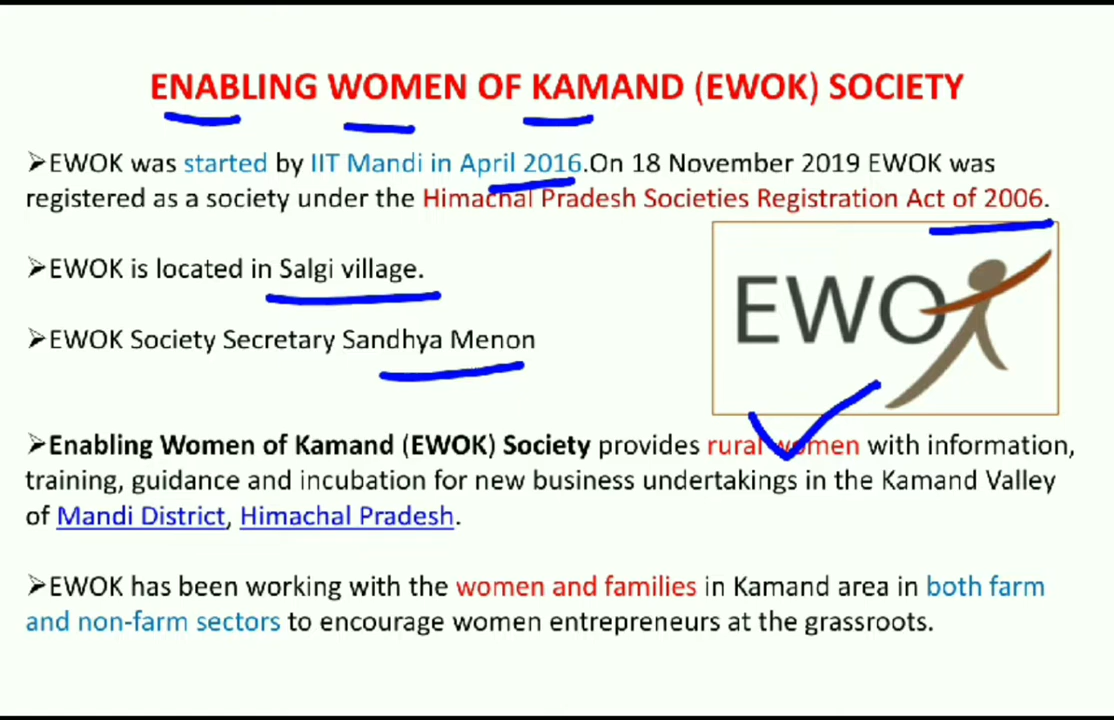 ENABLING WOMEN OF KAMAND (EWOK) SOCIETY
➢EWOK was started by IIT Mandi in April 2016.On 18 November 2019 EWOK was
registered as a society under the Himachal Pradesh Societies Registration Act of 2006.
➢EWOK is located in Salgi village.
EWOK
➢EWOK Society Secretary Sandhya Menon
➢Enabling Women of Kamand (EWOK) Society provides rural women with information,
training, guidance and incubation for new business undertakings in the Kamand Valley
of Mandi District, Himachal Pradesh.
➢EWOK has been working with the women and families in Kamand area in both farm
and non-farm sectors to encourage women entrepreneurs at the grassroots.